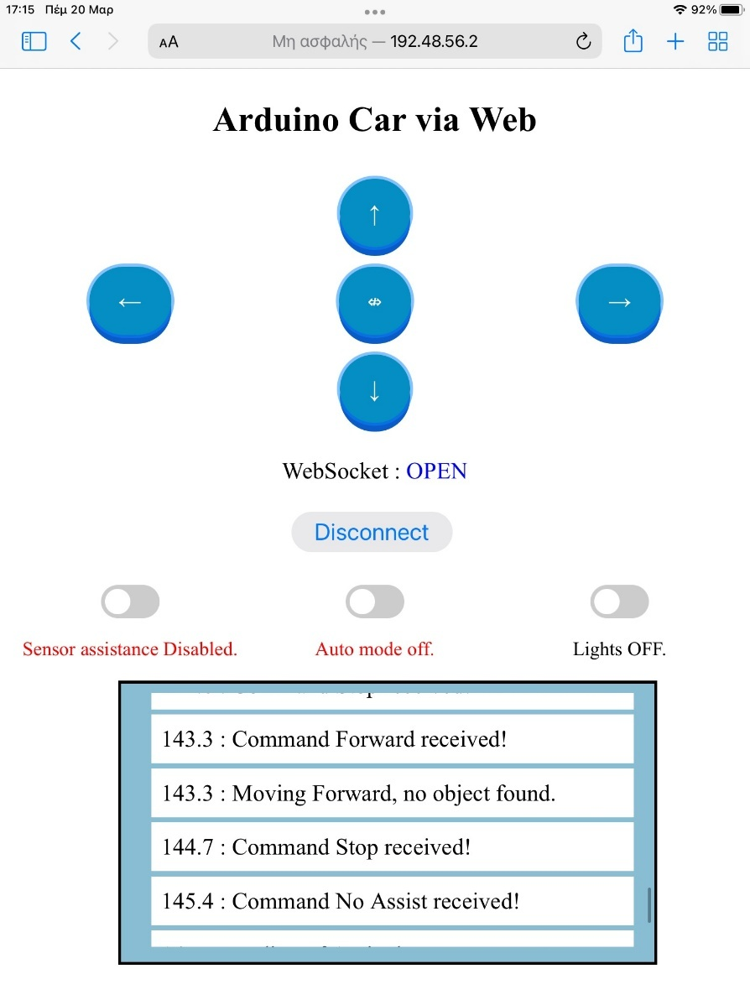 17:15 Πέμ 20 Μαρ
92%
AA Μη ασφαλής — 192.48.56.2
Arduino Car via Web
↑
← →
↓
WebSocket : OPEN
Disconnect
Sensor assistance Disabled. Auto mode off. Lights OFF.
143.3 : Command Forward received!
143.3 : Moving Forward, no object found.
144.7 : Command Stop received!
145.4 : Command No Assist received!